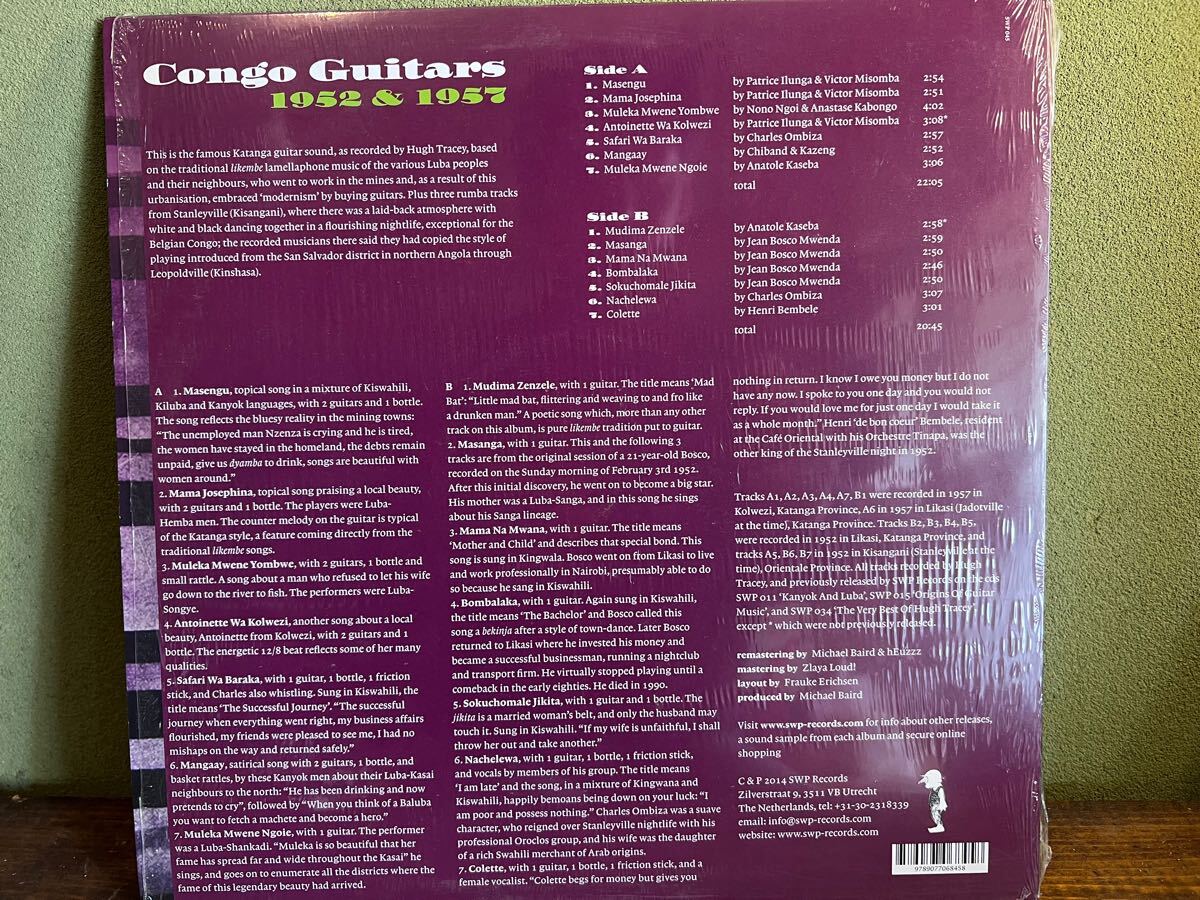 SWP 045
Congo Guitars
1952 & 1957
This is the famous Katanga guitar sound, as recorded by Hugh Tracey, based
on the traditional likembe lamellaphone music of the various Luba peoples
and their neighbours, who went to work in the mines and, as a result of this
urbanisation, embraced 'modernism' by buying guitars. Plus three rumba tracks
from Stanleyville (Kisangani), where there was a laid-back atmosphere with
white and black dancing together in a flourishing nightlife, exceptional for the
Belgian Congo; the recorded musicians there said they had copied the style of
playing introduced from the San Salvador district in northern Angola through
Leopoldville (Kinshasa).
Side A
1. Masengu by Patrice Ilunga & Victor Misomba 2:54
2. Mama Josephina by Patrice Ilunga & Victor Misomba 2:51
3. Muleka Mwene Yombwe by Nono Ngoi & Anastase Kabongo 4:02
4. Antoinette Wa Kolwezi by Patrice Ilunga & Victor Misomba 3:08*
5. Safari Wa Baraka by Charles Ombiza 2:57
6. Mangaay by Chiband & Kazeng 2:52
7. Muleka Mwene Ngoie by Anatole Kaseba 3:06
total 22:05
Side B
1. Mudima Zenzele by Anatole Kaseba 2:58*
2. Masanga by Jean Bosco Mwenda 2:59
3. Mama Na Mwana by Jean Bosco Mwenda 2:50
4. Bombalaka by Jean Bosco Mwenda 2:46
5. Sokuchomale Jikita by Jean Bosco Mwenda 2:50
6. Nachelewa by Charles Ombiza 3:07
7. Colette by Henri Bembele 3:01
total 20:45
A 1. Masengu, topical song in a mixture of Kiswahili,
Kiluba and Kanyok languages, with 2 guitars and 1 bottle.
The song reflects the bluesy reality in the mining towns:
"The unemployed man Nzenza is crying and he is tired,
the women have stayed in the homeland, the debts remain
unpaid, give us dyamba to drink, songs are beautiful with
women around."
2. Mama Josephina, topical song praising a local beauty,
with 2 guitars and 1 bottle. The players were Luba-
Hemba men. The counter melody on the guitar is typical
of the Katanga style, a feature coming directly from the
traditional likembe songs.
3. Muleka Mwene Yombwe, with 2 guitars, 1 bottle and
small rattle. A song about a man who refused to let his wife
go down to the river to fish. The performers were Luba-
Songye.
4. Antoinette Wa Kolwezi, another song about a local
beauty, Antoinette from Kolwezi, with 2 guitars and 1
bottle. The energetic 12/8 beat reflects some of her many
qualities.
5. Safari Wa Baraka, with 1 guitar, 1 bottle, 1 friction
stick, and Charles also whistling. Sung in Kiswahili, the
title means 'The Successful Journey'. "The successful
journey when everything went right, my business affairs
flourished, my friends were pleased to see me, I had no
mishaps on the way and returned safely."
6. Mangaay, satirical song with 2 guitars, 1 bottle, and
basket rattles, by these Kanyok men about their Luba-Kasai
neighbours to the north: "He has been drinking and now
pretends to cry", followed by "When you think of a Baluba
you want to fetch a machete and become a hero."
7. Muleka Mwene Ngoie, with 1 guitar. The performer
was a Luba-Shankadi. "Muleka is so beautiful that her
fame has spread far and wide throughout the Kasai" he
sings, and goes on to enumerate all the districts where the
fame of this legendary beauty had arrived.
B 1. Mudima Zenzele, with 1 guitar. The title means 'Mad
Bat': "Little mad bat, flittering and weaving to and fro like
a drunken man." A poetic song which, more than any other
track on this album, is pure likembe tradition put to guitar.
2. Masanga, with 1 guitar. This and the following 3
tracks are from the original session of a 21-year-old Bosco,
recorded on the Sunday morning of February 3rd 1952.
After this initial discovery, he went on to become a big star.
His mother was a Luba-Sanga, and in this song he sings
about his Sanga lineage.
3. Mama Na Mwana, with 1 guitar. The title means
'Mother and Child' and describes that special bond. This
song is sung in Kingwala. Bosco went on from Likasi to live
and work professionally in Nairobi, presumably able to do
so because he sang in Kiswahili.
4. Bombalaka, with 1 guitar. Again sung in Kiswahili,
the title means 'The Bachelor' and Bosco called this
song a bekinja after a style of town-dance. Later Bosco
returned to Likasi where he invested his money and
became a successful businessman, running a nightclub
and transport firm. He virtually stopped playing until a
comeback in the early eighties. He died in 1990.
5. Sokuchomale Jikita, with 1 guitar and 1 bottle. The
jikita is a married woman's belt, and only the husband may
touch it. Sung in Kiswahili. "If my wife is unfaithful, I shall
throw her out and take another."
6. Nachelewa, with 1 guitar, 1 bottle, 1 friction stick,
and vocals by members of his group. The title means
'I am late' and the song, in a mixture of Kingwana and
Kiswahili, happily bemoans being down on your luck: "I
am poor and possess nothing." Charles Ombiza was a suave
character, who reigned over Stanleyville nightlife with his
professional Oroclos group, and his wife was the daughter
of a rich Swahili merchant of Arab origins.
7. Colette, with 1 guitar, 1 bottle, 1 friction stick, and a
female vocalist. "Colette begs for money but gives you
nothing in return. I know I owe you money but I do not
have any now. I spoke to you one day and you would not
reply. If you would love me for just one day I would take it
as a whole month." Henri 'de bon coeur' Bembele, resident
at the Café Oriental with his Orchestre Tinapa, was the
other king of the Stanleyville night in 1952.
Tracks A1, A2, A3, A4, A7, B1 were recorded in 1957 in
Kolwezi, Katanga Province, A6 in 1957 in Likasi (Jadotville
at the time), Katanga Province. Tracks B2, B3, B4, B5,
were recorded in 1952 in Likasi, Katanga Province, and
tracks A5, B6, B7 in 1952 in Kisangani (Stanleyville at the
time), Orientale Province. All tracks recorded by Hugh
Tracey, and previously released by SWP Records on the cds
SWP 011 'Kanyok And Luba', SWP 015 'Origins Of Guitar
Music', and SWP 034 'The Very Best Of Hugh Tracey',
except * which were not previously released.
remastering by Michael Baird & hEuzzz
mastering by Zlaya Loud!
layout by Frauke Erichsen
produced by Michael Baird
Visit www.swp-records.com for info about other releases,
a sound sample from each album and secure online
shopping
C & P 2014 SWP Records
Zilverstraat 9, 3511 VB Utrecht
The Netherlands, tel: +31-30-2318339
email: info@swp-records.com
website: www.swp-records.com
9789077068458